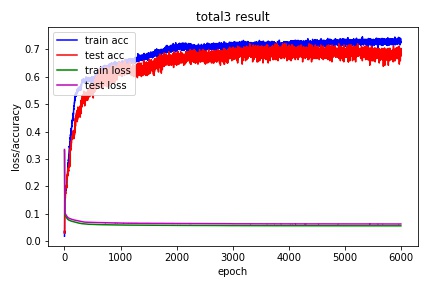 total3 result
train acc
test acc
train loss
test loss
loss/accuracy
0.7
0.6
0.5
0.4
0.3
0.2
0.1
0.0
0
1000
2000
3000
4000
5000
6000
epoch